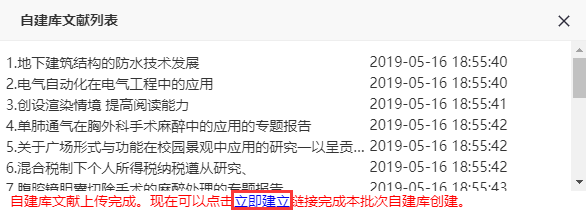 自建库文献列表
1.地下建筑结构的防水技术发展 2019-05-16 18:55:40
2.电气自动化在电气工程中的应用 2019-05-16 18:55:40
3.创设渲染情境 提高阅读能力 2019-05-16 18:55:41
4.单肺通气在胸外科手术麻醉中的应用的专题报告 2019-05-16 18:55:42
5.关于广场形式与功能在校园景观中应用的研究—以呈贡... 2019-05-16 18:55:42
6.混合税制下个人所得税纳税遵从研究、 2019-05-16 18:55:42
7.腹腔镜胆囊切除手术的麻醉处理的专题报告 2019-05-16 18:55:43
自建库文献上传完成。现在可以点击立即建立链接完成本批次自建库创建。